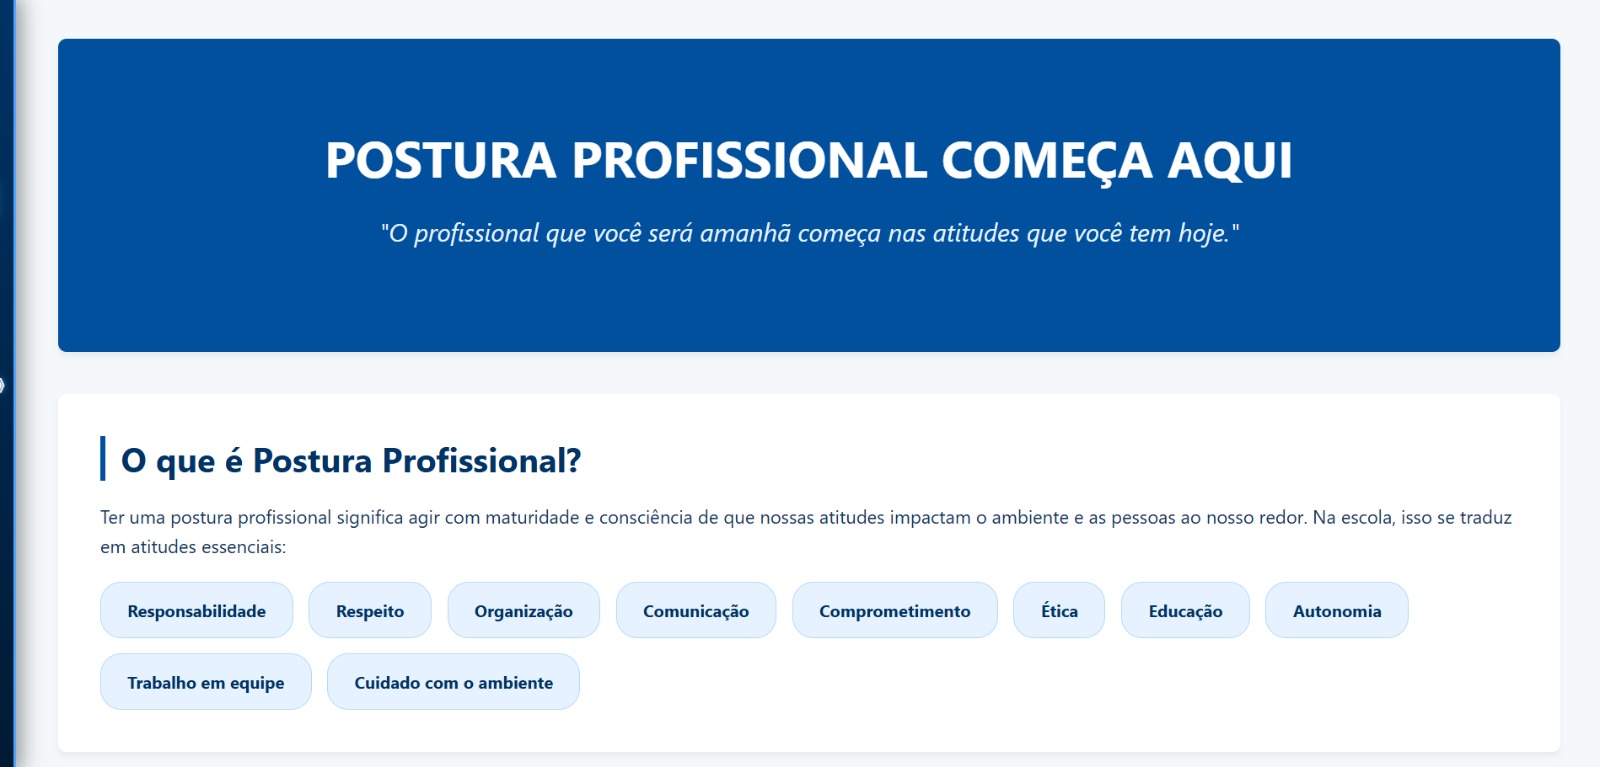 POSTURA PROFISSIONAL COMEÇA AQUI
"O profissional que você será amanhã começa nas atitudes que você tem hoje."
O que é Postura Profissional?
Ter uma postura profissional significa agir com maturidade e consciência de que nossas atitudes impactam o ambiente e as pessoas ao nosso redor. Na escola, isso se traduz
em atitudes essenciais:
Responsabilidade Respeito Organização Comunicação Comprometimento Ética Educação Autonomia
Trabalho em equipe Cuidado com o ambiente